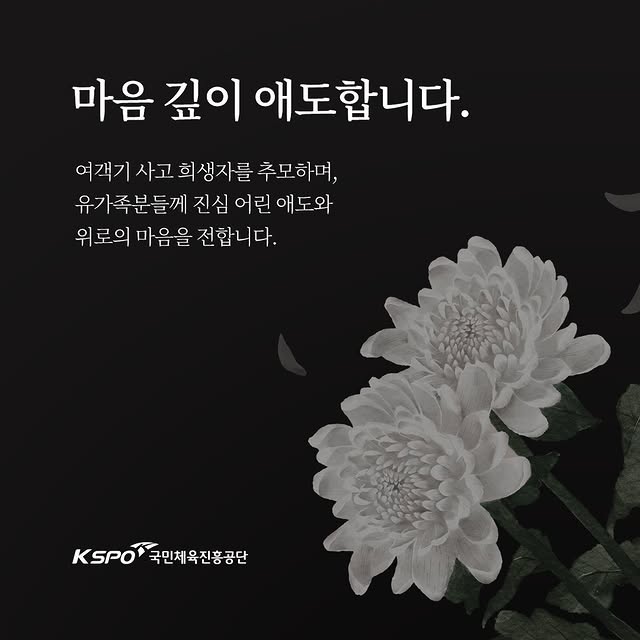 마음 깊이 애도합니다.
여객기 사고 희생자를 추모하며,
유가족분들께 진심 어린 애도와
위로의 마음을 전합니다.
KSPO 국민체육진흥공단